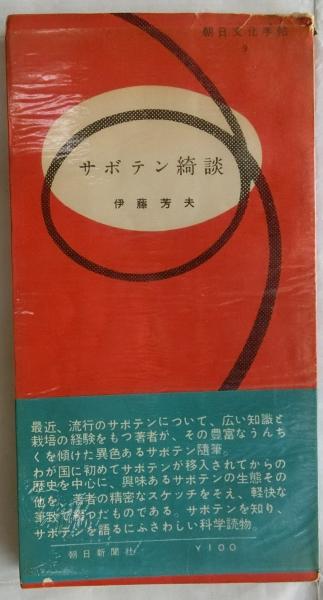 朝日文化手帖
9
サボテン綺談
伊藤芳夫
最近、流行のサボテンについて、広い知識と
栽培の経験をもつ著者が、その豊富なうんち
くを傾けた異色あるサボテン随筆。
わが国に初めてサボテンが移入されてからの
歴史を中心に、興味あるサボテンの生態その
他を、著者の精密なスケッチをそえ、軽快な
筆致で綴つたものである。サボテンを知り、
サボテンを語るにふさわしい科学読物。
朝日新聞社 ¥100